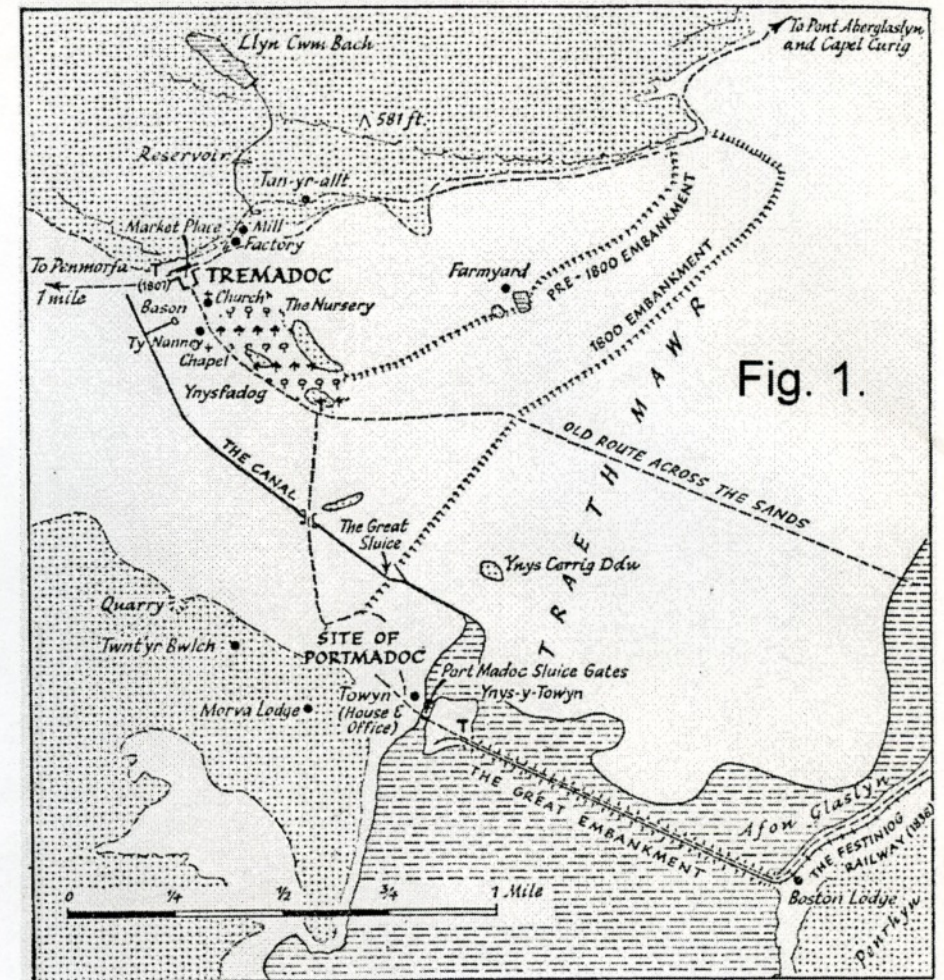 To Pont Aberglaslyn
and Capel Curig
Llyn Cwm Bach
581 ft.
Reservoir
Tan-yr-allt
Market Place
Mill
Factory
To Penmorfa
1 mile
T
(1807)
TREMADOC
Church
The Nursery
Bason
Ty Nanney
Chapel
Ynysfadog
Farmyard
PRE-1800 EMBANKMENT
1800 EMBANKMENT
TRAETH MAWR
Fig. 1.
OLD ROUTE ACROSS THE SANDS
THE CANAL
The Great
Sluice
Ynys Cerrig Ddu
Quarry
Twnt'yr Bwlch
SITE OF
PORTMADOC
Port Madoc Sluice Gates
Ynys-y-Towyn
Morva Lodge
Towyn
(House &
Office)
T
THE GREAT EMBANKMENT
Afon Glaslyn
THE FESTINIOG
RAILWAY (1836)
Boston Lodge
Penrhyn
0 1/4 1/2 3/4 1 Mile